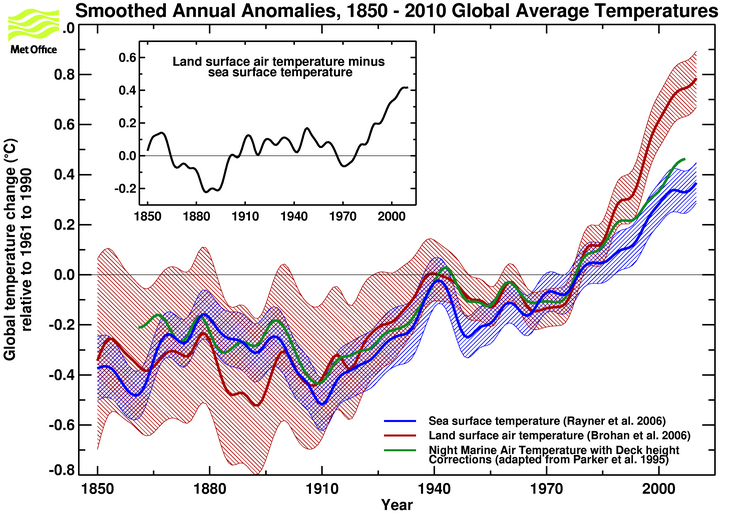 Smoothed Annual Anomalies, 1850 - 2010 Global Average Temperatures
Met Office
.0
0.8
0.6
0.4
0.2
0.0
-0.2
-0.4
-0.6
-0.8
Global temperature change (°C)
relative to 1961 to 1990
Land surface air temperature minus
sea surface temperature
0.6
0.4
0.2
0.0
-0.2
1850 1880 1910 1940 1970 2000
Sea surface temperature (Rayner et al. 2006)
Land surface air temperature (Brohan et al. 2006)
Night Marine Air Temperature with Deck height
Corrections (adapted from Parker et al. 1995)
1850 1880 1910 1940 1970 2000
Year